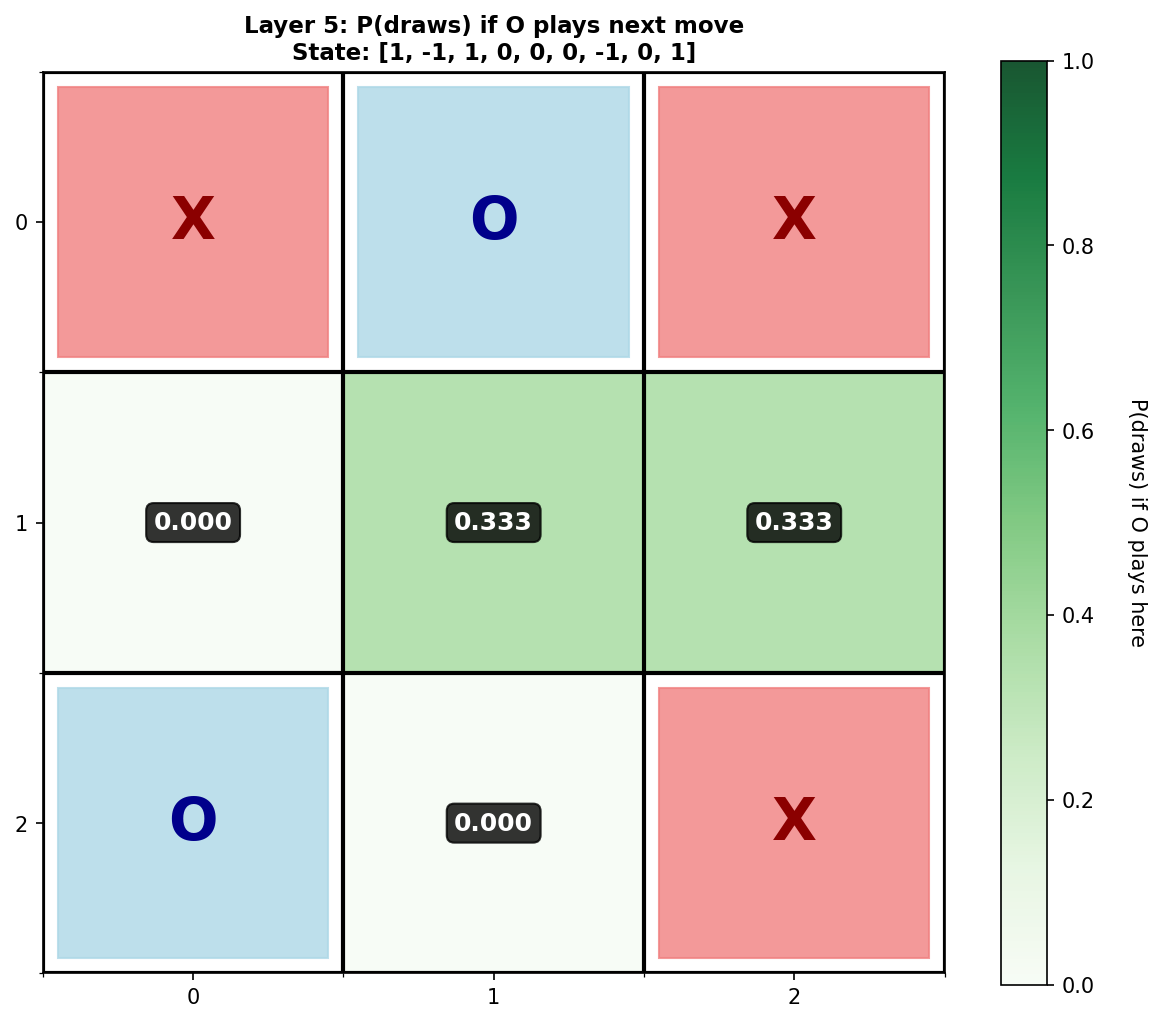 Layer 5: P(draws) if O plays next move
State: [1, -1, 1, 0, 0, 0, -1, 0, 1]
1.0
X
O
X
0
0.8
0.6
P(draws) if O plays here
0.000
0.333
0.333
1
0.4
0.2
O
0.000
X
2
0.0
0
1
2